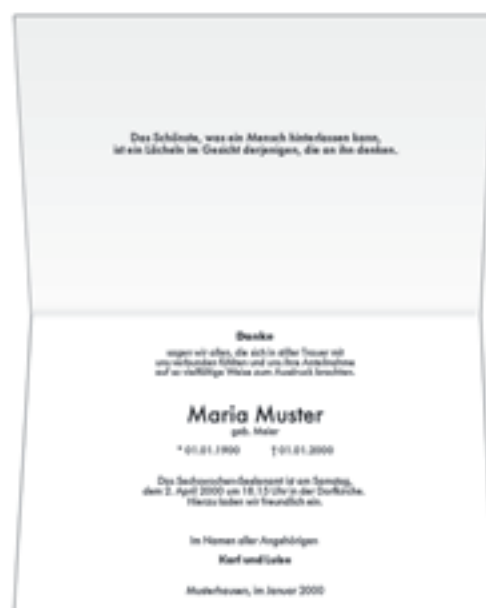 Das Schönste, was ein Mensch hinterlassen kann,
ist ein Lächeln im Gesicht derjenigen, die an ihn denken.
Danke
sagen wir allen, die sich in stiller Trauer mit
uns verbunden fühlten und uns ihre Anteilnahme
auf so vielfältige Weise zum Ausdruck brachten.
Maria Muster
geb. Maier
* 01.01.1900 † 01.01.2000
Das Sechswochen-Seelenamt ist am Samstag,
dem 2. April 2000 um 18.15 Uhr in der Dorfkirche.
Hierzu laden wir freundlich ein.
Im Namen aller Angehörigen
Karl und
Musterhausen, im Januar 2000